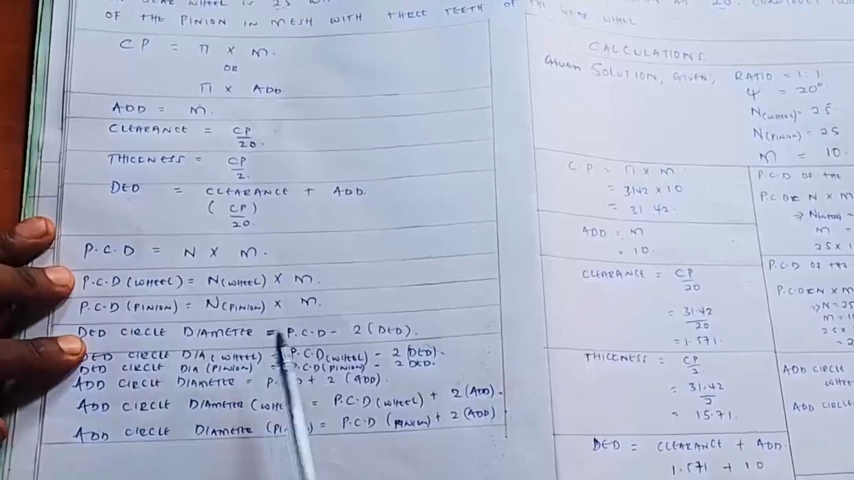 OF THE PINION IN MESH WITH THREE TEETH OF THE GEAR WHEEL
CP = π × m.
OR
π × ADD
ADD = m.
CLEARANCE = CP
20.
THICKNESS = CP
2.
DED = CLEARANCE + ADD.
( CP )
20.
P.C.D = N × m.
P.C.D (WHEEL) = N(WHEEL) × m.
P.C.D (PINION) = N(PINION) × m.
DED CIRCLE DIAMETER = P.C.D - 2(DED).
DED CIRCLE DIA(WHEEL) = P.C.D(WHEEL) - 2(DED).
DED CIRCLE DIA(PINION) = P.C.D(PINION) - 2 DED.
ADD CIRCLE DIAMETER = P. D + 2 (ADD).
ADD CIRCLE DIAMETER (WH = P.C.D (WHEEL) + 2(ADD).
ADD CIRCLE DIAMETER (PI ) = P.C.D (PINION) + 2(ADD)
CALCULATIONS.
SOLUTION, GIVEN; RATIO = 1:1.
Ψ = 20°
N(WHEEL) = 25
N(PINION) = 25
m = 10.
CP = π × m
= 3.142 × 10
= 31.42.
ADD = m
= 10.
CLEARANCE = CP
20
= 31.42
20
= 1.571.
THICKNESS = CP
2
= 31.42
2
= 15.71.
DED = CLEARANCE + ADD
1.571 + 10
P.C.D OF THE
P.C.D = N × m
m =
25 ×
P.C.D OF THE
P.C.D = N × m
⇒ N = 25
ADD CIRCLE
ADD CIRCLE